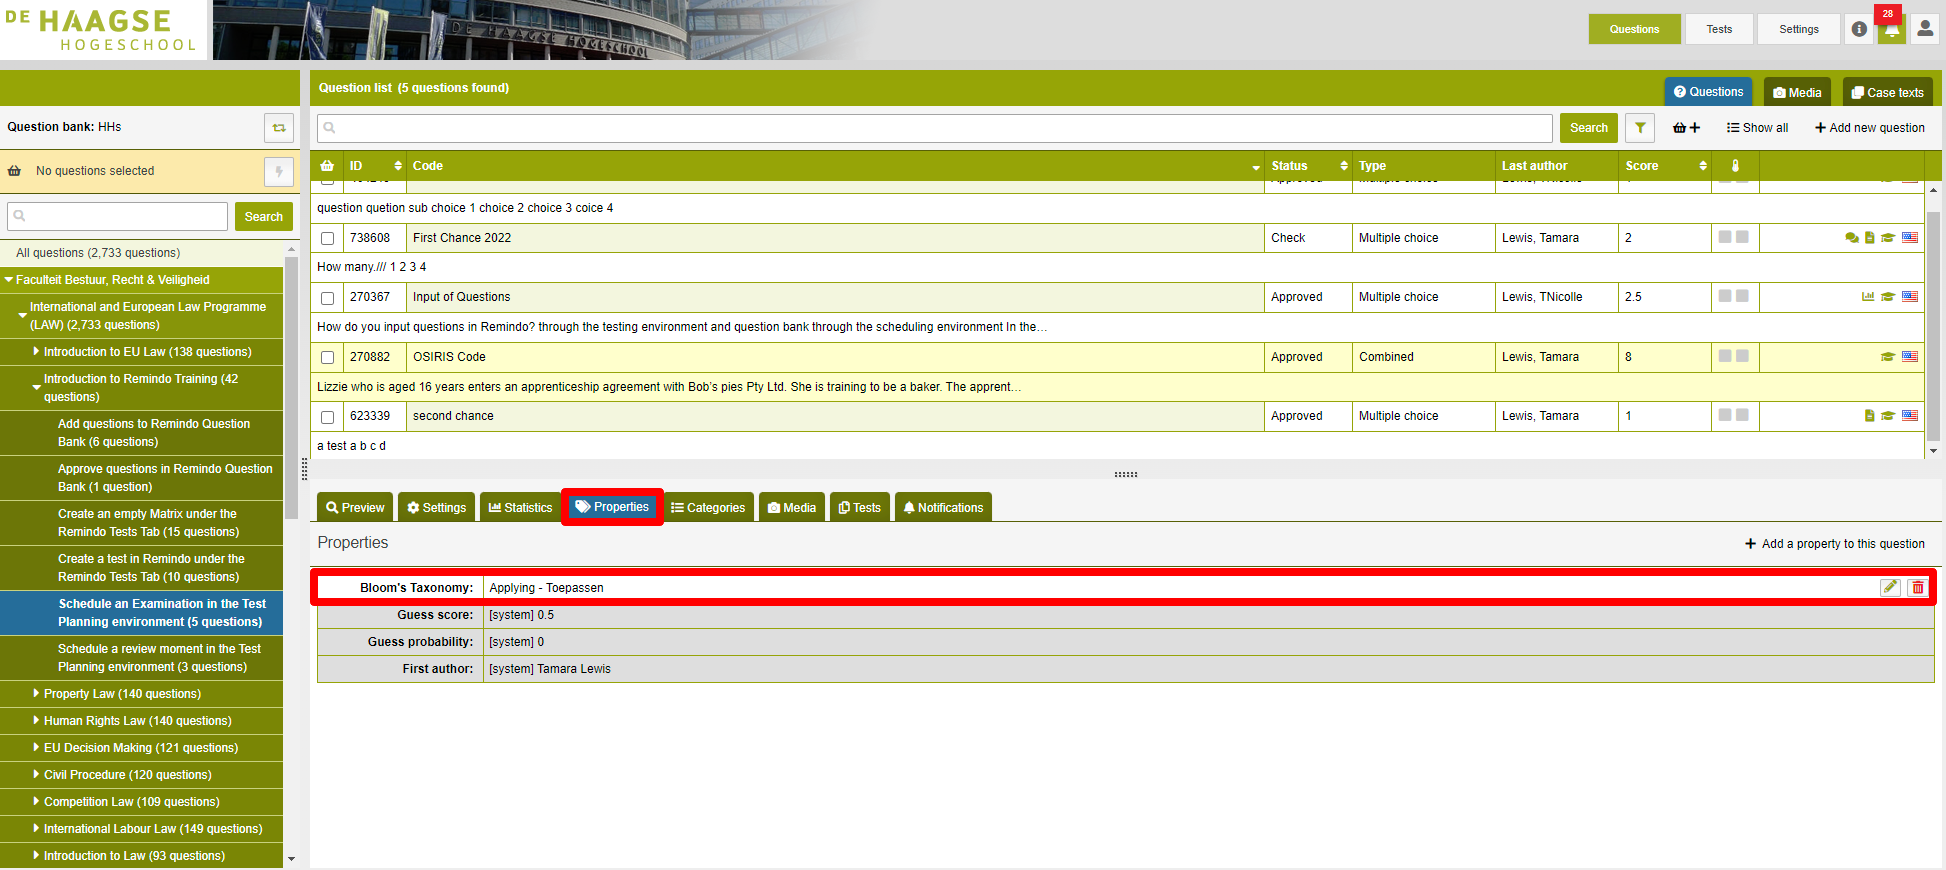 DE HAAGSE
HOGESCHOOL
DE HAAGSE HOGESCHOOL
Questions
Tests
Settings
28
Question list (5 questions found)
Questions
Media
Case texts
Question bank: HHs
Search
Show all
Add new question
No questions selected
Search
ID
Code
Status
Type
Last author
Score
question quetion sub choice 1 choice 2 choice 3 coice 4
738608 First Chance 2022 Check Multiple choice Lewis, Tamara 2
How many./// 1 2 3 4
270367 Input of Questions Approved Multiple choice Lewis, TNicolle 2.5
How do you input questions in Remindo? through the testing environment and question bank through the scheduling environment In the…
270882 OSIRIS Code Approved Combined Lewis, Tamara 8
Lizzie who is aged 16 years enters an apprenticeship agreement with Bob's pies Pty Ltd. She is training to be a baker. The apprent…
623339 second chance Approved Multiple choice Lewis, Tamara 1
a test a b c d
All questions (2,733 questions)
Faculteit Bestuur, Recht & Veiligheid
International and European Law Programme
(LAW) (2,733 questions)
Introduction to EU Law (138 questions)
Introduction to Remindo Training (42
questions)
Add questions to Remindo Question
Bank (6 questions)
Approve questions in Remindo Question
Bank (1 question)
Create an empty Matrix under the
Remindo Tests Tab (15 questions)
Create a test in Remindo under the
Remindo Tests Tab (10 questions)
Schedule an Examination in the Test
Planning environment (5 questions)
Schedule a review moment in the Test
Planning environment (3 questions)
Property Law (140 questions)
Human Rights Law (140 questions)
EU Decision Making (121 questions)
Civil Procedure (120 questions)
Competition Law (109 questions)
International Labour Law (149 questions)
Introduction to Law (93 questions)
Preview
Settings
Statistics
Properties
Categories
Media
Tests
Notifications
Properties
Add a property to this question
Bloom's Taxonomy: Applying - Toepassen
Guess score: [system] 0.5
Guess probability: [system] 0
First author: [system] Tamara Lewis